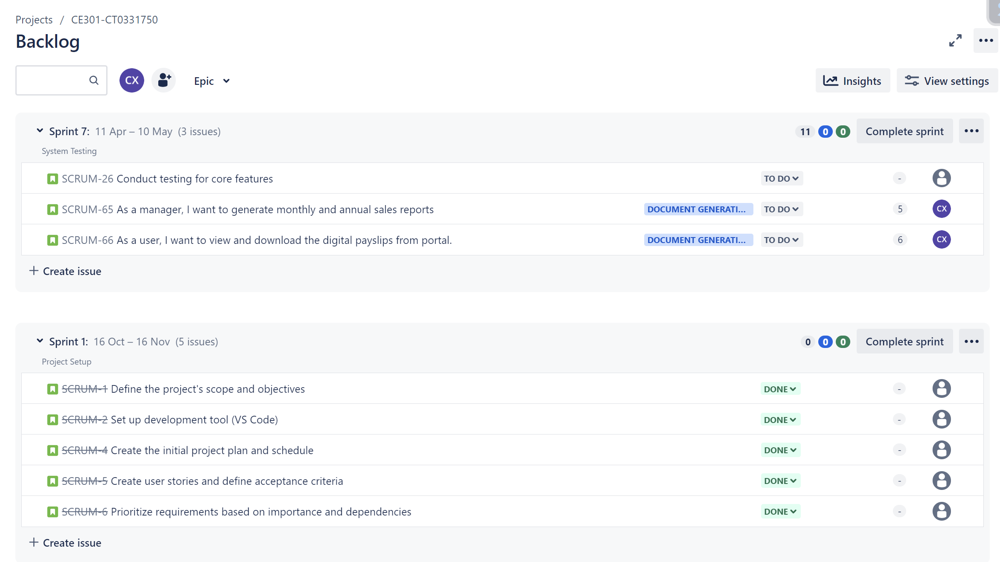 Projects / CE301-CT0331750
Backlog
CX Epic Insights View settings
Sprint 7: 11 Apr – 10 May (3 issues) 11 0 0 Complete sprint
System Testing
SCRUM-26 Conduct testing for core features TO DO -
SCRUM-65 As a manager, I want to generate monthly and annual sales reports DOCUMENT GENERATI... TO DO 5 CX
SCRUM-66 As a user, I want to view and download the digital payslips from portal. DOCUMENT GENERATI... TO DO 6 CX
+ Create issue
Sprint 1: 16 Oct – 16 Nov (5 issues) 0 0 0 Complete sprint
Project Setup
SCRUM-1 Define the project's scope and objectives DONE -
SCRUM-2 Set up development tool (VS Code) DONE -
SCRUM-4 Create the initial project plan and schedule DONE -
SCRUM-5 Create user stories and define acceptance criteria DONE -
SCRUM-6 Prioritize requirements based on importance and dependencies DONE -
+ Create issue